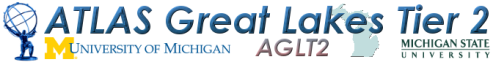 ATLAS Great Lakes Tier 2
M UNIVERSITY OF MICHIGAN AGLT2 MICHIGAN STATE
UNIVERSITY